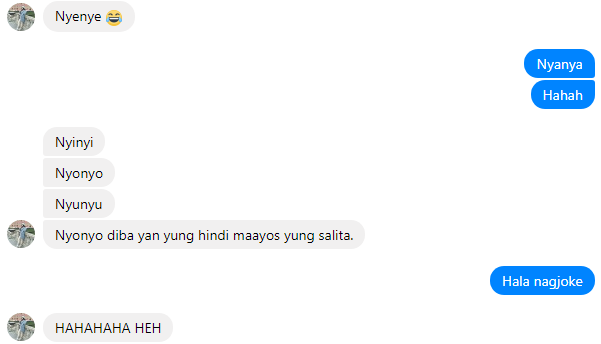 Nyenye 😂
Nyanya
Hahah
Nyinyi
Nyonyo
Nyunyu
Nyonyo diba yan yung hindi maayos yung salita.
Hala nagjoke
HAHAHAHA HEH